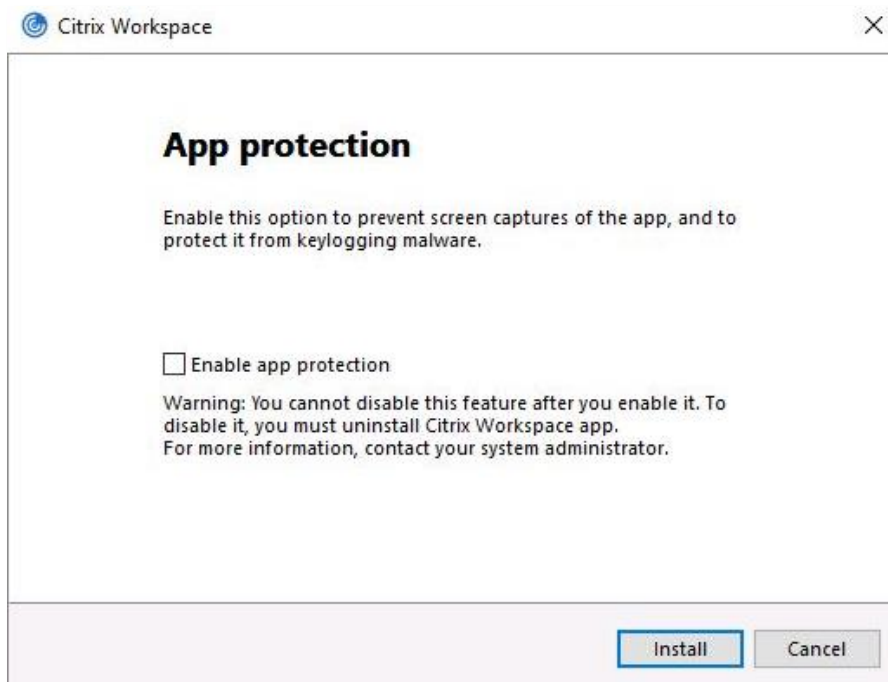 Citrix Workspace
App protection
Enable this option to prevent screen captures of the app, and to
protect it from keylogging malware.
Enable app protection
Warning: You cannot disable this feature after you enable it. To
disable it, you must uninstall Citrix Workspace app.
For more information, contact your system administrator.
Install Cancel